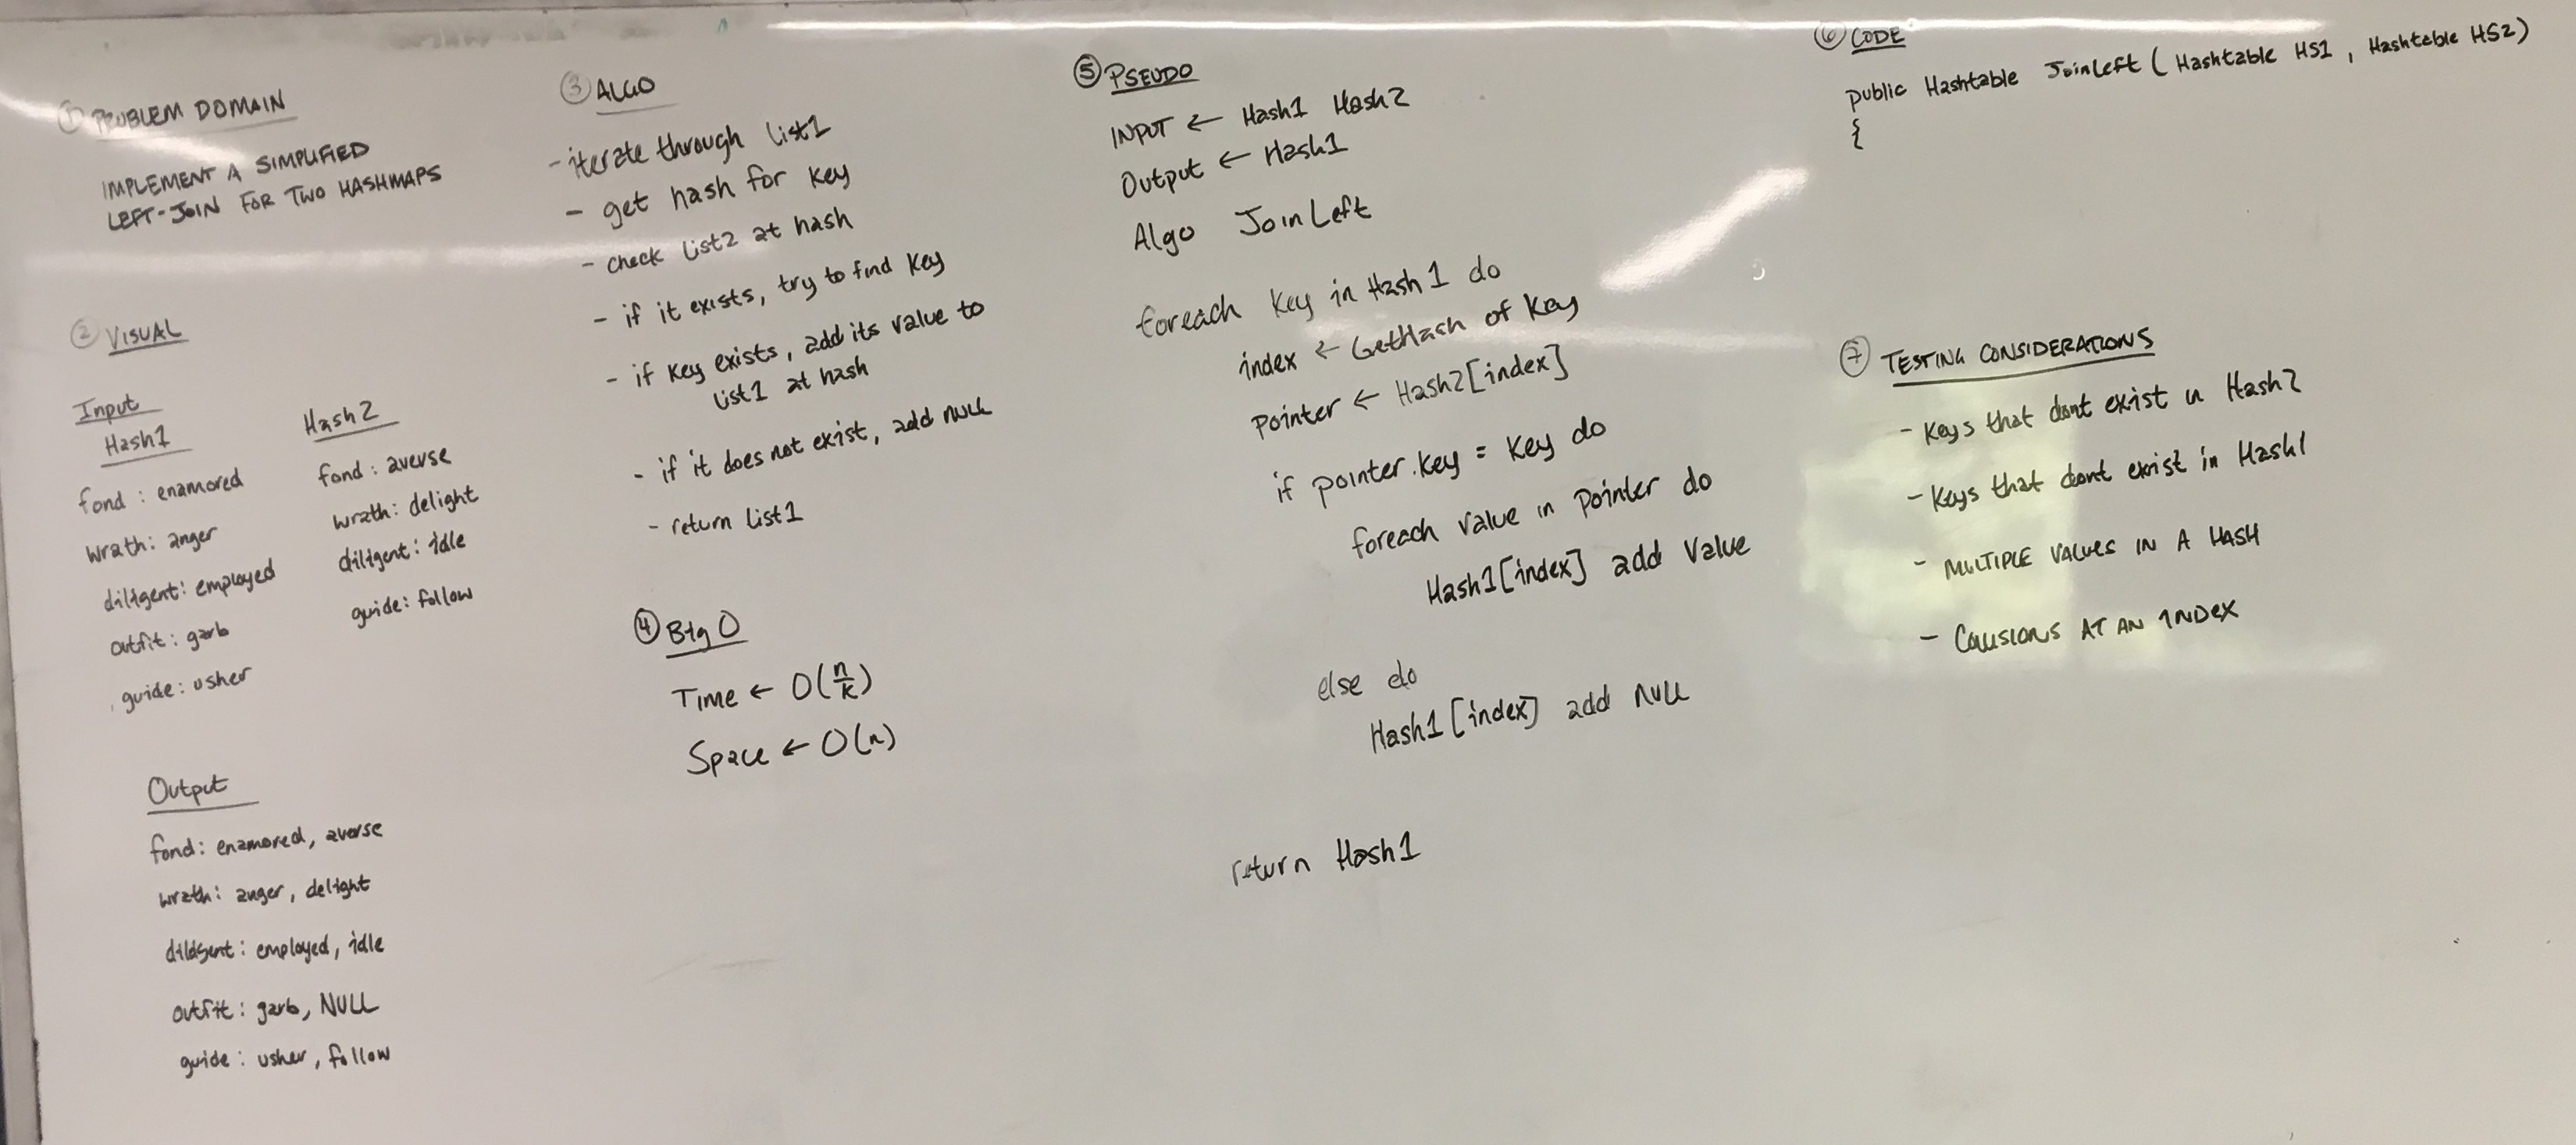 ① PROBLEM DOMAIN
IMPLEMENT A SIMPLIFIED
LEFT-JOIN FOR TWO HASHMAPS
② VISUAL
Input
Hash1
fond : enamored
wrath: anger
diligent: employed
outfit: garb
guide: usher
Hash2
fond: averse
wrath: delight
diligent: idle
guide: follow
Output
fond: enamored, averse
wrath: anger, delight
diligent: employed, idle
outfit: garb, NULL
guide: usher, follow
③ ALGO
- iterate through list1
- get hash for key
- check list2 at hash
- if it exists, try to find key
- if key exists, add its value to
list1 at hash
- if it does not exist, add NULL
- return list1
④ Big O
Time ← O(n/k)
Space ← O(n)
⑤ PSEUDO
INPUT ← Hash1 Hash2
Output ← Hash1
Algo JoinLeft
foreach key in Hash1 do
index ← GetHash of key
Pointer ← Hash2[index]
if pointer.key = key do
foreach value in pointer do
Hash1[index] add value
else do
Hash1[index] add NULL
return Hash1
⑥ CODE
public Hashtable JoinLeft ( Hashtable HS1 , Hashtable HS2)
{
⑦ TESTING CONSIDERATIONS
- Keys that dont exist in Hash2
- Keys that dont exist in Hash1
- MULTIPLE VALUES IN A HASH
- COLLISIONS AT AN INDEX